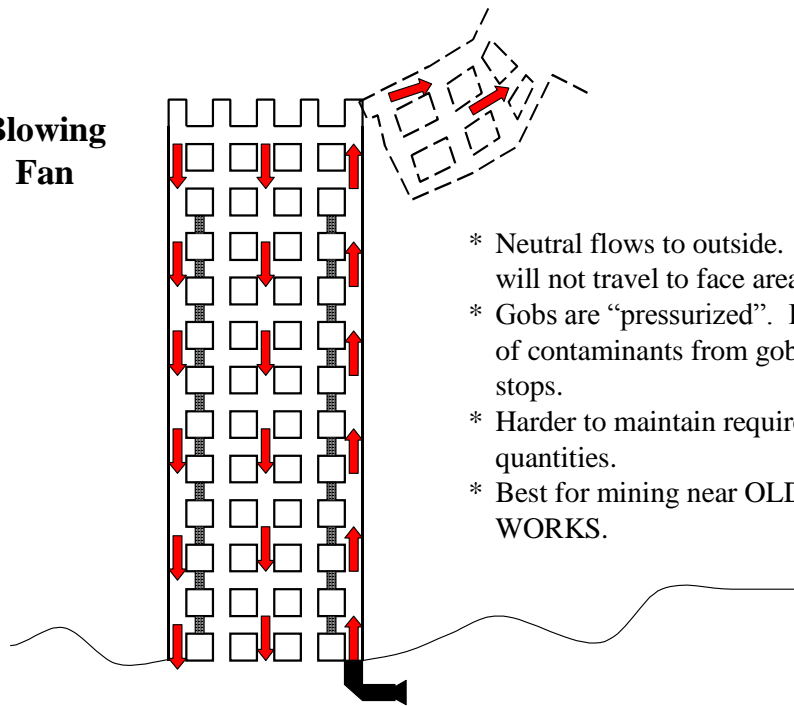 Blowing
Fan
* Neutral flows to outside.
will not travel to face area
* Gobs are “pressurized”.
of contaminants from gob
stops.
* Harder to maintain require
quantities.
* Best for mining near OLD
WORKS.